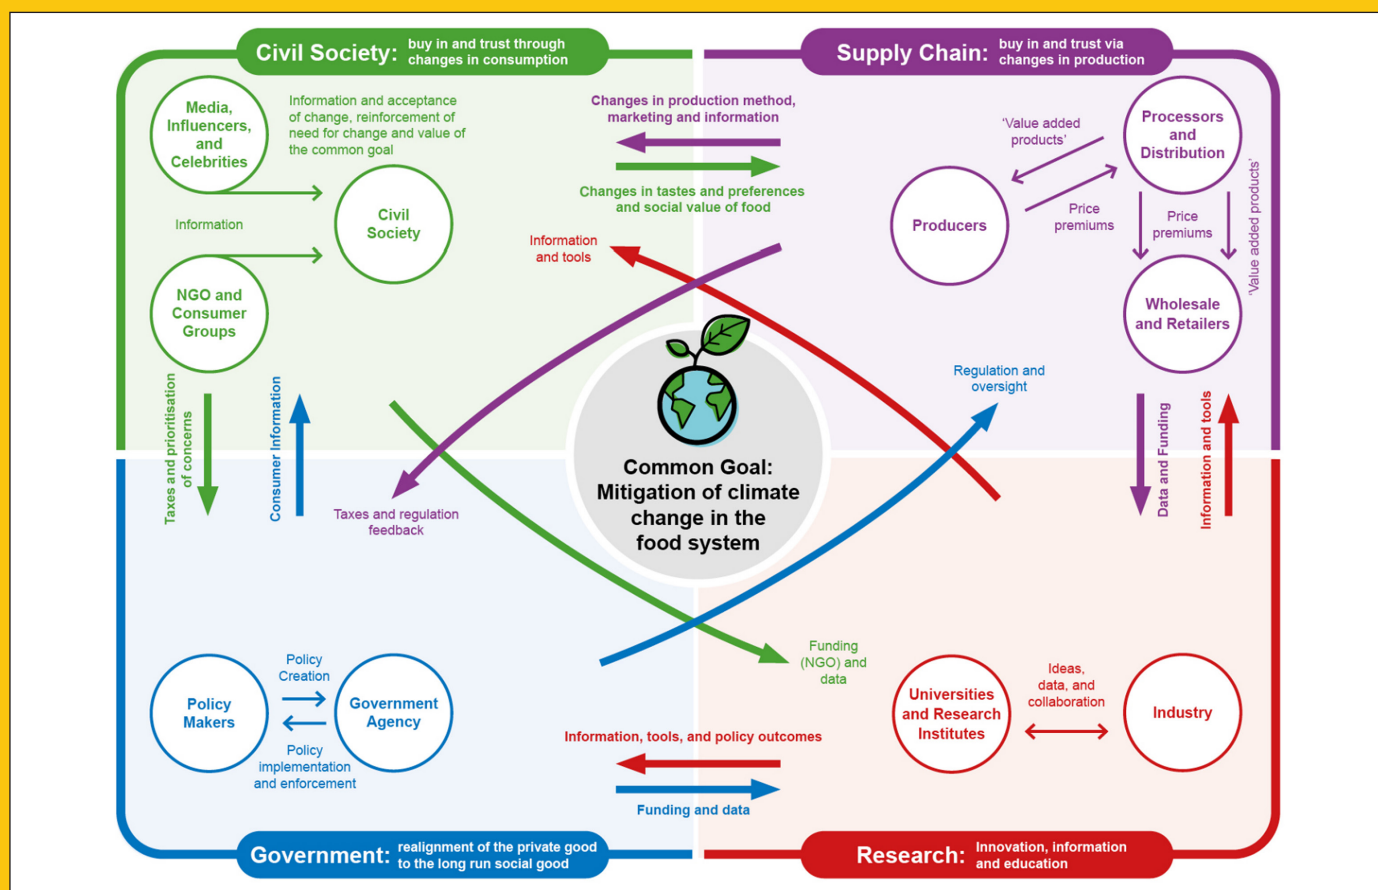 Civil Society:
buy in and trust through
changes in consumption
Supply Chain:
buy in and trust via
changes in production
Media,
Influencers,
and
Celebrities
Information and acceptance
of change, reinforcement of
need for change and value of
the common goal
Civil
Society
Information
NGO and
Consumer
Groups
Changes in production method,
marketing and information
Changes in tastes and preferences
and social value of food
Information
and tools
'Value added
products'
Processors
and
Distribution
Producers
Price
premiums
Price
premiums
'Value added products'
Wholesale
and Retailers
Taxes and prioritisation
of concerns
Consumer Information
Taxes and regulation
feedback
Common Goal:
Mitigation of climate
change in the
food system
Regulation and
oversight
Data and Funding
Information and tools
Policy
Makers
Policy
Creation
Government
Agency
Policy
implementation
and enforcement
Funding
(NGO) and
data
Information, tools, and policy outcomes
Funding and data
Universities
and Research
Institutes
Ideas,
data, and
collaboration
Industry
Government:
realignment of the private good
to the long run social good
Research:
Innovation, information
and education